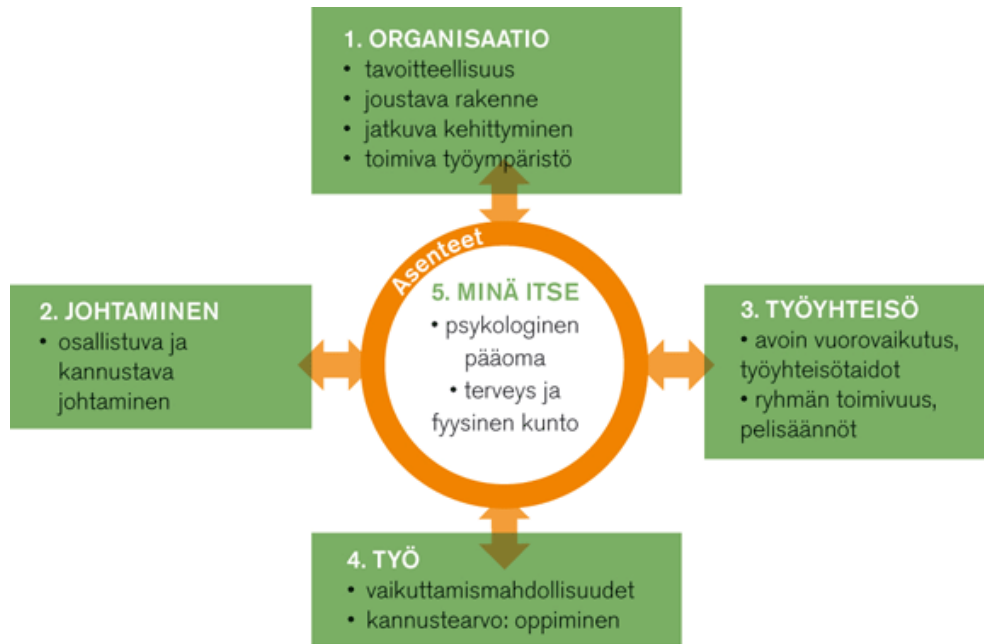 1. ORGANISAATIO
• tavoitteellisuus
• joustava rakenne
• jatkuva kehittyminen
• toimiva työympäristö
Asenteet
2. JOHTAMINEN
• osallistuva ja
kannustava
johtaminen
5. MINÄ ITSE
• psykologinen
pääoma
• terveys ja
fyysinen kunto
3. TYÖYHTEISÖ
• avoin vuorovaikutus,
työyhteisötaidot
• ryhmän toimivuus,
pelisäännöt
4. TYÖ
• vaikuttamismahdollisuudet
• kannustearvo: oppiminen